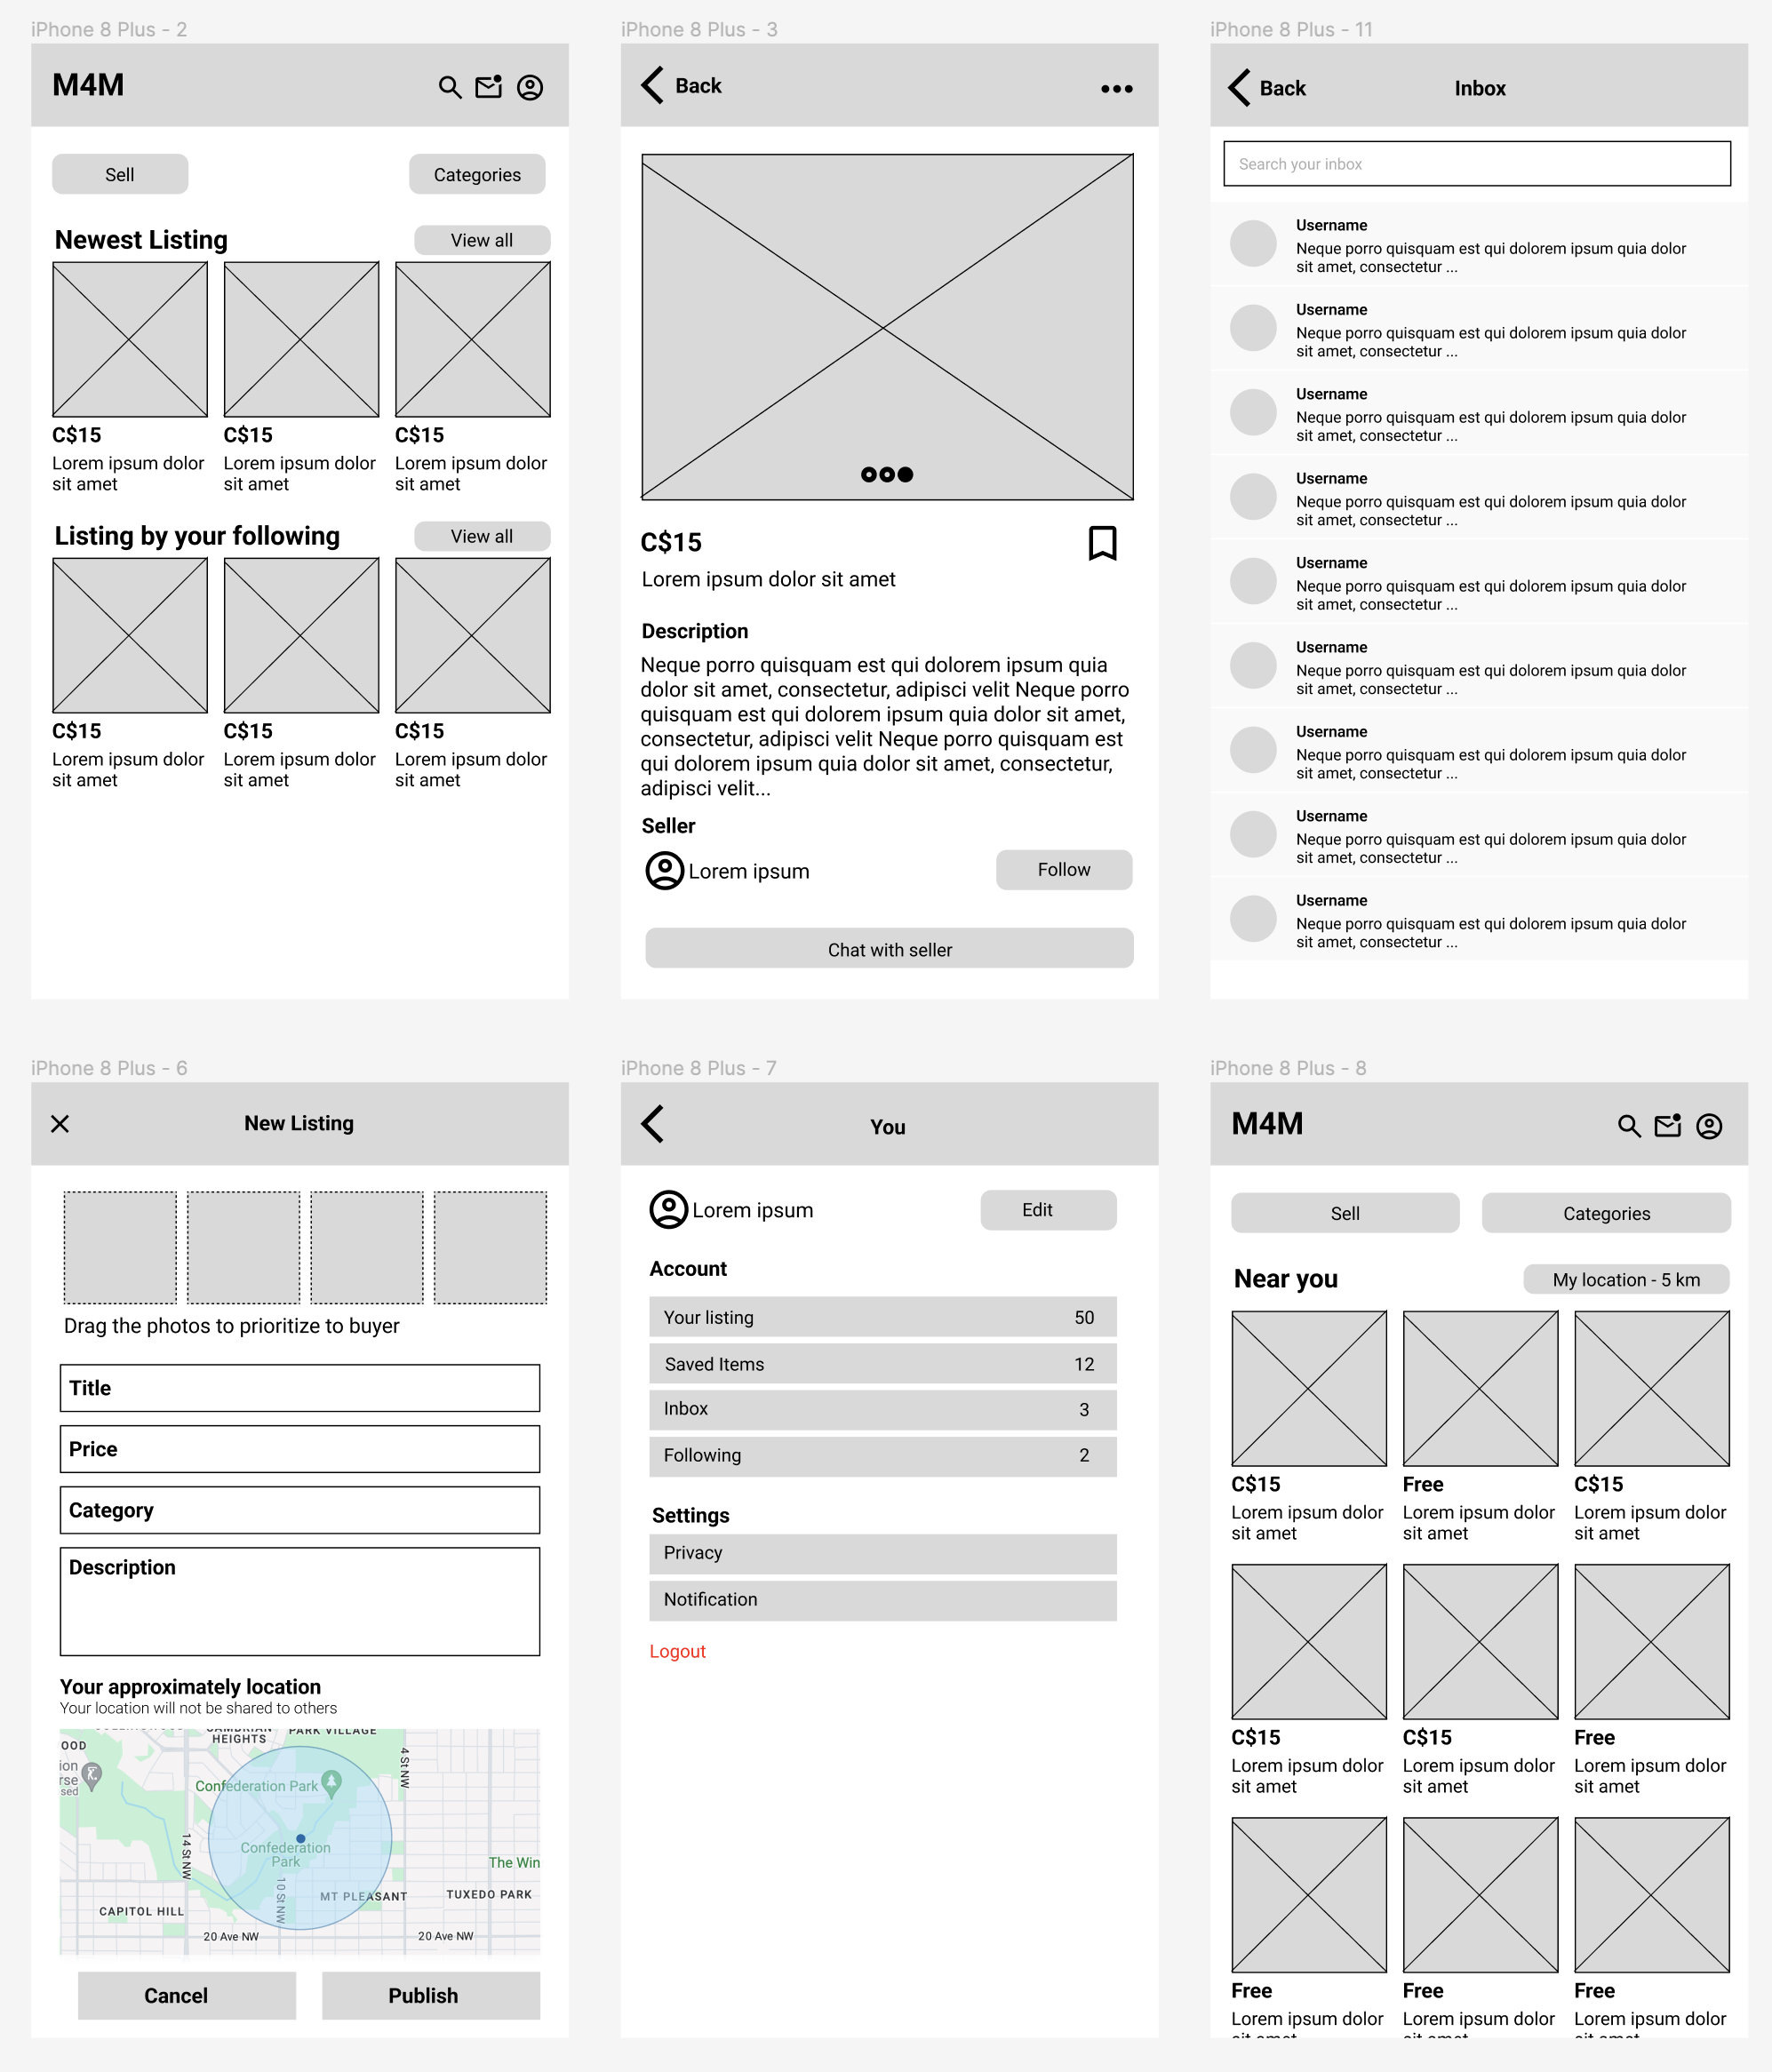 iPhone 8 Plus - 2
M4M
Sell
Categories
Newest Listing
View all
C$15
Lorem ipsum dolor
sit amet
C$15
Lorem ipsum dolor
sit amet
C$15
Lorem ipsum dolor
sit amet
Listing by your following
View all
C$15
Lorem ipsum dolor
sit amet
C$15
Lorem ipsum dolor
sit amet
C$15
Lorem ipsum dolor
sit amet
iPhone 8 Plus - 3
Back
C$15
Lorem ipsum dolor sit amet
Description
Neque porro quisquam est qui dolorem ipsum quia
dolor sit amet, consectetur, adipisci velit Neque porro
quisquam est qui dolorem ipsum quia dolor sit amet,
consectetur, adipisci velit Neque porro quisquam est
qui dolorem ipsum quia dolor sit amet, consectetur,
adipisci velit...
Seller
Lorem ipsum
Follow
Chat with seller
iPhone 8 Plus - 11
Back
Inbox
Search your inbox
Username
Neque porro quisquam est qui dolorem ipsum quia dolor
sit amet, consectetur ...
Username
Neque porro quisquam est qui dolorem ipsum quia dolor
sit amet, consectetur ...
Username
Neque porro quisquam est qui dolorem ipsum quia dolor
sit amet, consectetur ...
Username
Neque porro quisquam est qui dolorem ipsum quia dolor
sit amet, consectetur ...
Username
Neque porro quisquam est qui dolorem ipsum quia dolor
sit amet, consectetur ...
Username
Neque porro quisquam est qui dolorem ipsum quia dolor
sit amet, consectetur ...
Username
Neque porro quisquam est qui dolorem ipsum quia dolor
sit amet, consectetur ...
Username
Neque porro quisquam est qui dolorem ipsum quia dolor
sit amet, consectetur ...
Username
Neque porro quisquam est qui dolorem ipsum quia dolor
sit amet, consectetur ...
iPhone 8 Plus - 6
New Listing
Drag the photos to prioritize to buyer
Title
Price
Category
Description
Your approximately location
Your location will not be shared to others
CAMBRIAN
HEIGHTS
PARK VILLAGE
OOD
ion
rse
sed
4 St NW
Confederation Park
14 St NW
Confederation
Park
10 St NW
The Win
MT PLEASANT
TUXEDO PARK
CAPITOL HILL
20 Ave NW
20 Ave NW
Cancel
Publish
iPhone 8 Plus - 7
You
Lorem ipsum
Edit
Account
Your listing 50
Saved Items 12
Inbox 3
Following 2
Settings
Privacy
Notification
Logout
iPhone 8 Plus - 8
M4M
Sell
Categories
Near you
My location - 5 km
C$15
Lorem ipsum dolor
sit amet
Free
Lorem ipsum dolor
sit amet
C$15
Lorem ipsum dolor
sit amet
C$15
Lorem ipsum dolor
sit amet
C$15
Lorem ipsum dolor
sit amet
Free
Lorem ipsum dolor
sit amet
Free
Lorem ipsum dolor
sit amet
Free
Lorem ipsum dolor
sit amet
Free
Lorem ipsum dolor
sit amet